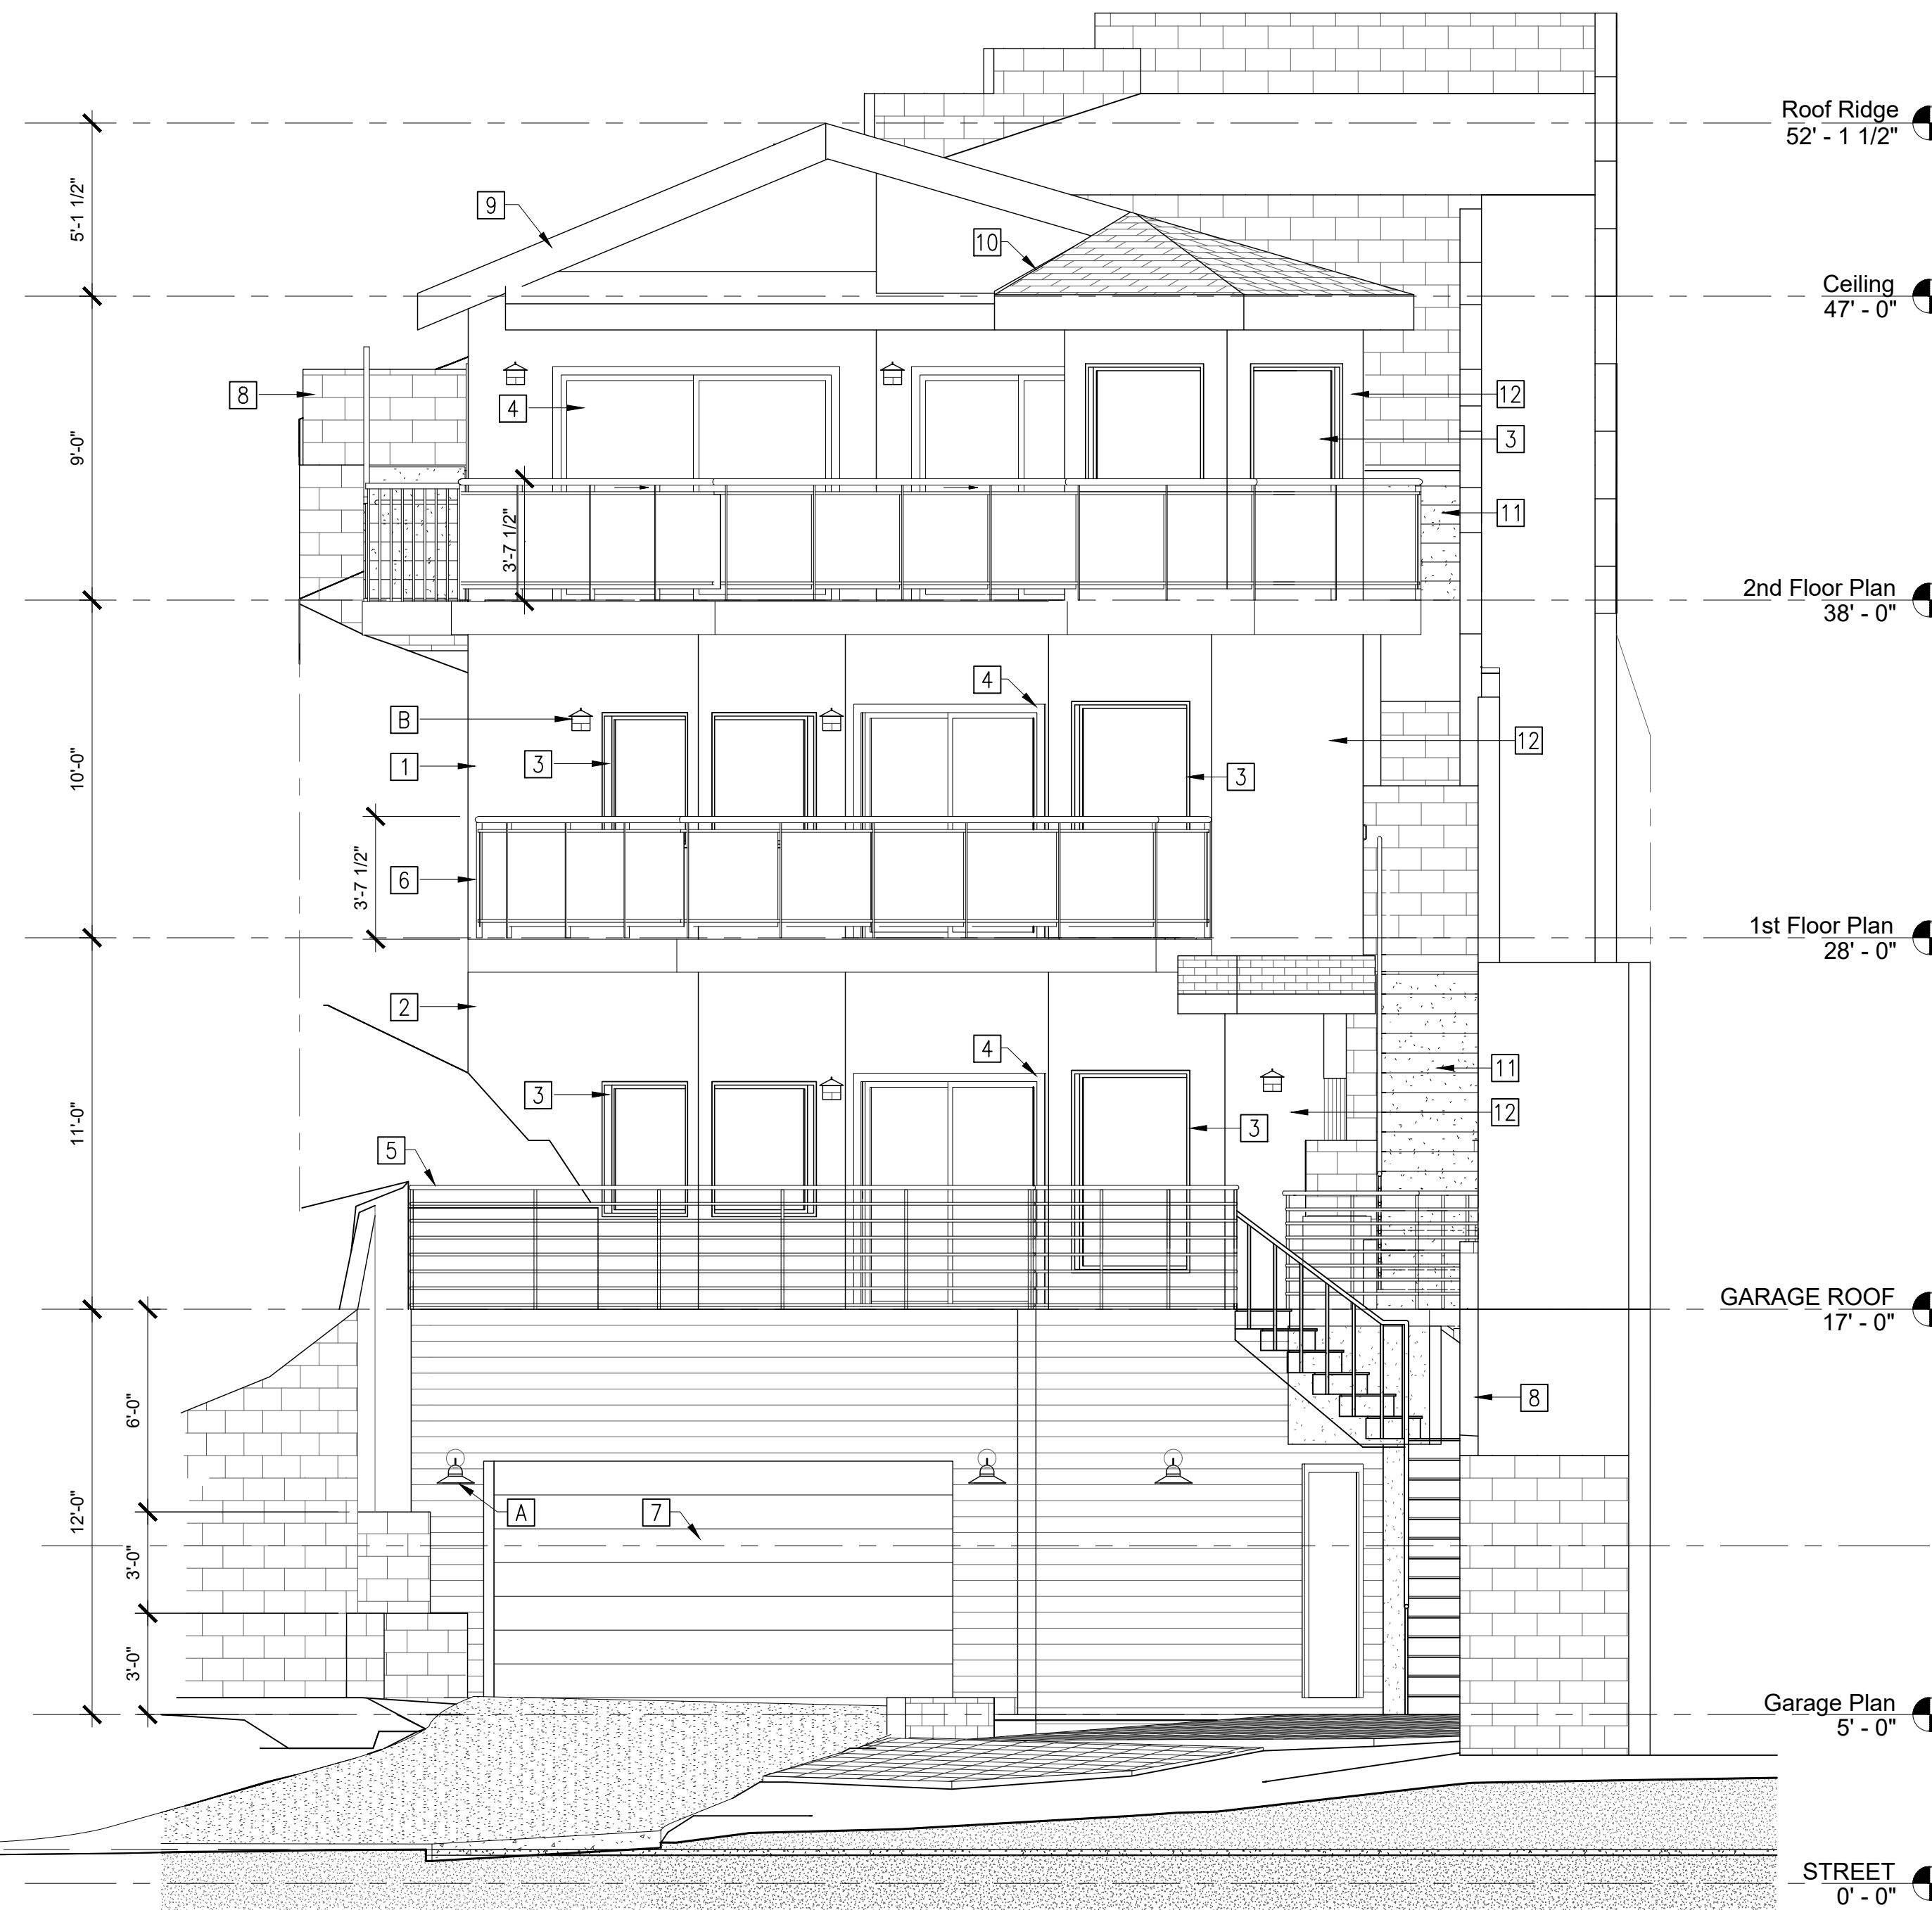 Roof Ridge
52' - 1 1/2"
5'-1 1/2"
9
10
Ceiling
47' - 0"
8
4
12
3
9'-0"
11
3'-7 1/2"
2nd Floor Plan
38' - 0"
4
B
12
1
3
3
10'-0"
3'-7 1/2"
6
1st Floor Plan
28' - 0"
2
4
11
3
12
3
11'-0"
5
GARAGE ROOF
17' - 0"
6'-0"
8
A
7
12'-0"
3'-0"
3'-0"
Garage Plan
5' - 0"
STREET
0' - 0"